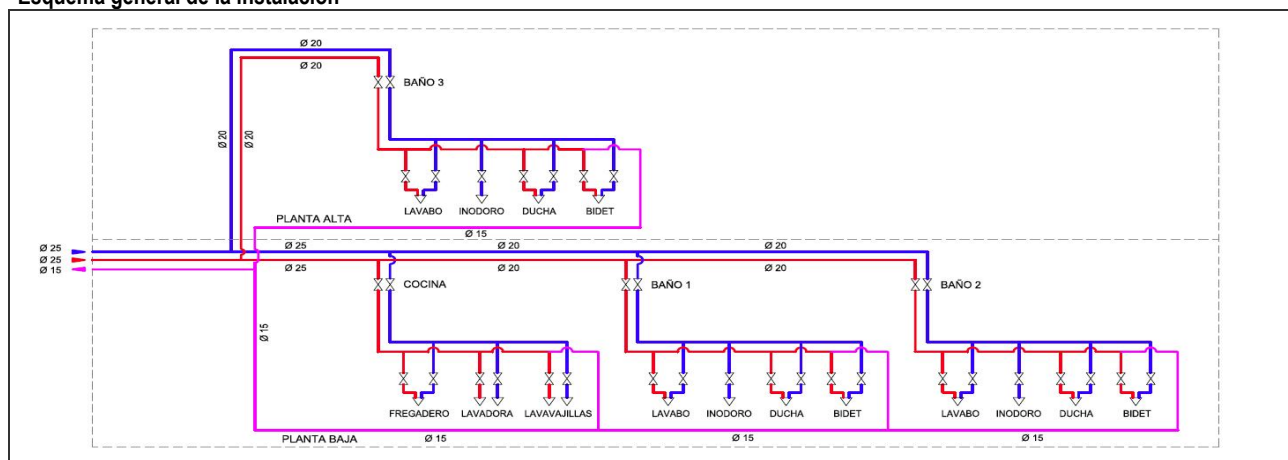 Esquema general de la instalación
Ø 20
Ø 20
BAÑO 3
Ø 20
Ø 20
LAVABO INODORO DUCHA BIDET
PLANTA ALTA
Ø 15
Ø 25 Ø 25 Ø 20 Ø 20
Ø 25
Ø 15 Ø 25 Ø 20 Ø 20
COCINA BAÑO 1 BAÑO 2
Ø 15
FREGADERO LAVADORA LAVAVAJILLAS LAVABO INODORO DUCHA BIDET LAVABO INODORO DUCHA BIDET
PLANTA BAJA Ø 15 Ø 15 Ø 15